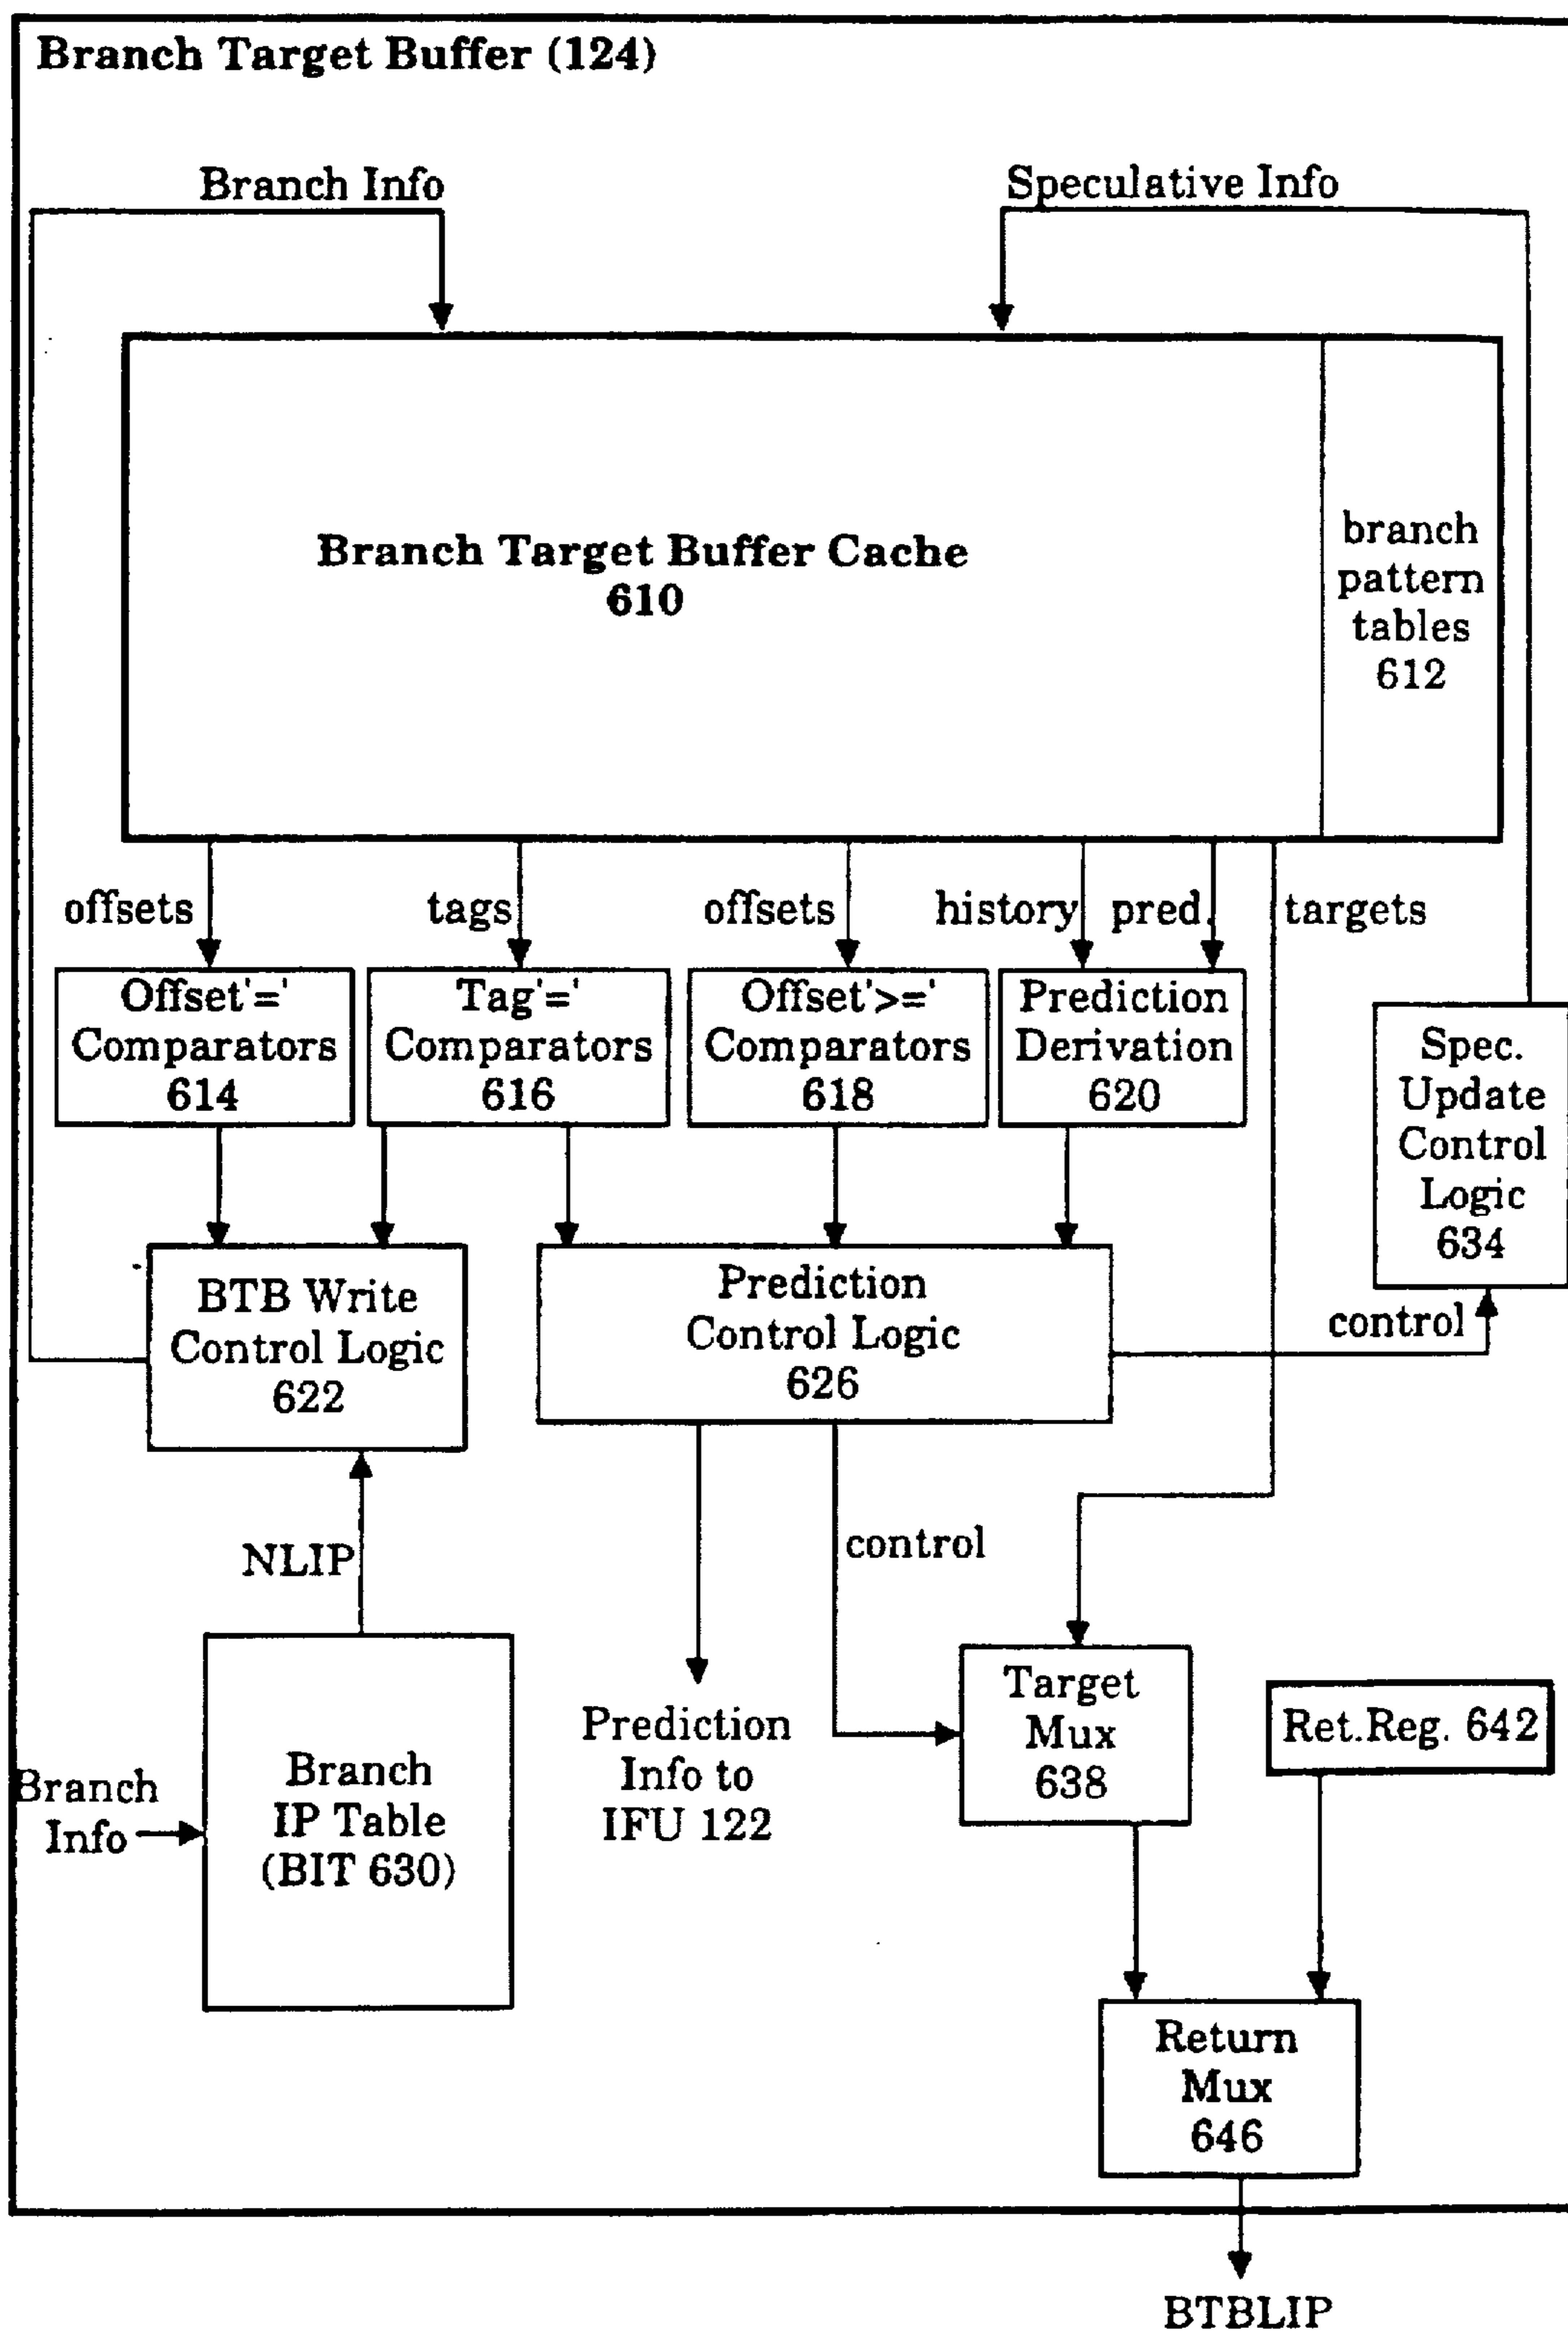 Branch Target Buffer (124)
Branch Info
Speculative Info
Branch Target Buffer Cache
610
branch
pattern
tables
612
offsets
tags
offsets
history
pred.
targets
Offset'='
Comparators
614
Tag'='
Comparators
616
Offset'>='
Comparators
618
Prediction
Derivation
620
Spec.
Update
Control
Logic
634
BTB Write
Control Logic
622
Prediction
Control Logic
626
control
NLIP
control
Branch
Info
Branch
IP Table
(BIT 630)
Prediction
Info to
IFU 122
Target
Mux
638
Ret.Reg. 642
Return
Mux
646
BTBLIP